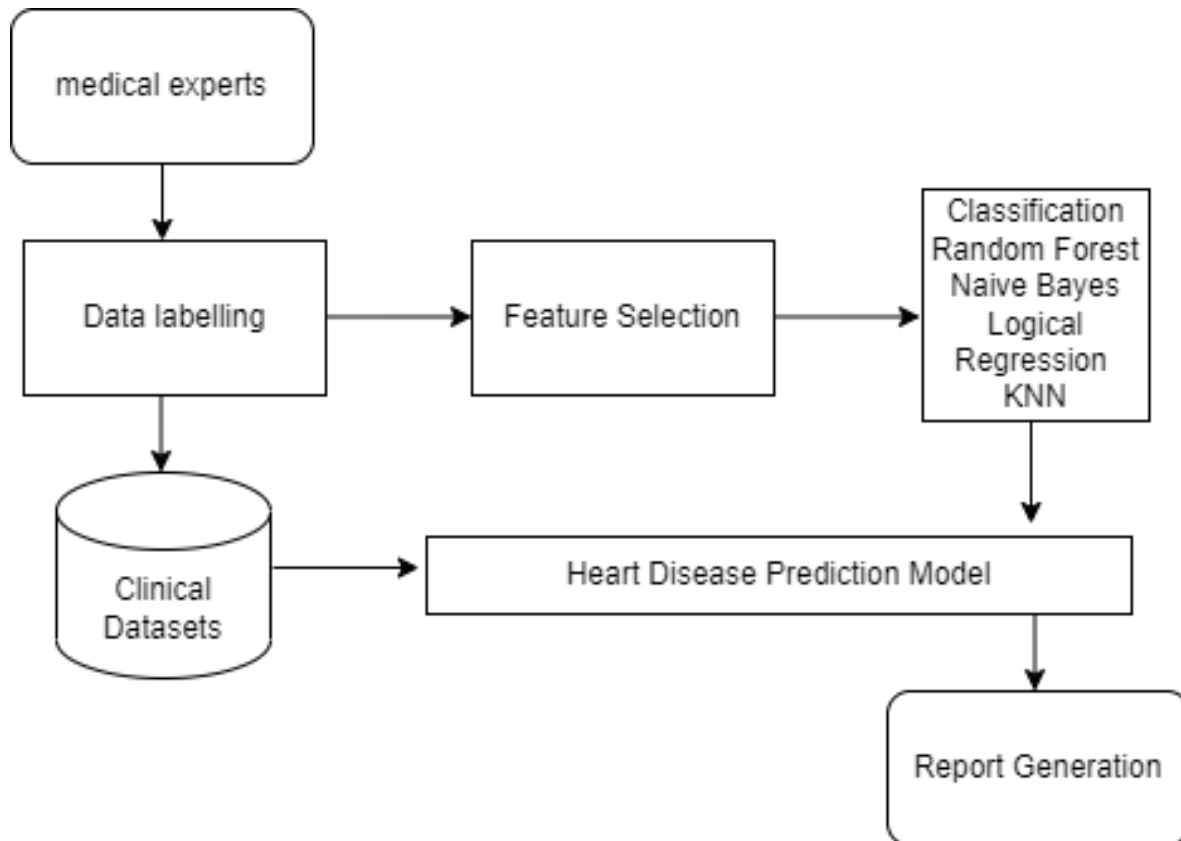 medical experts
Data labelling
Feature Selection
Classification
Random Forest
Naive Bayes
Logical
Regression
KNN
Clinical
Datasets
Heart Disease Prediction Model
Report Generation